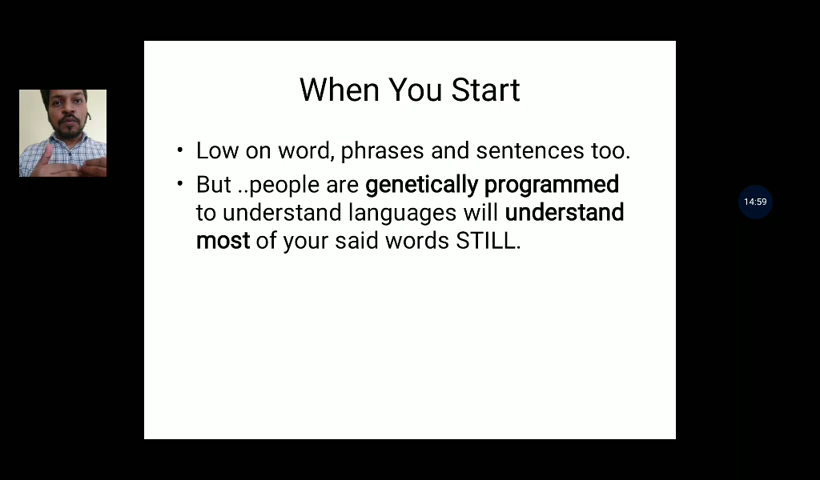 When You Start
• Low on word, phrases and sentences too.
• But ..people are genetically programmed
to understand languages will understand
most of your said words STILL.
14:59